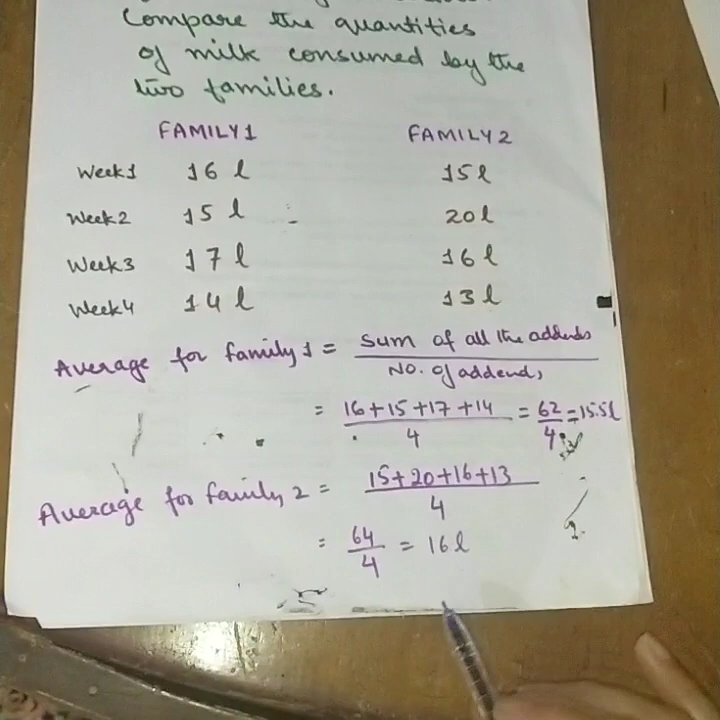 Compare the quantities
of milk consumed by the
two families.
FAMILY 1 FAMILY 2
Week1 16 l 15 l
Week2 15 l 20 l
Week3 17 l 16 l
Week4 14 l 13 l
Average for family 1 = Sum of all the addends / No. of addends
= 16+15+17+14 / 4 = 62/4 = 15.5 l
Average for family 2 = 15+20+16+13 / 4
= 64/4 = 16 l